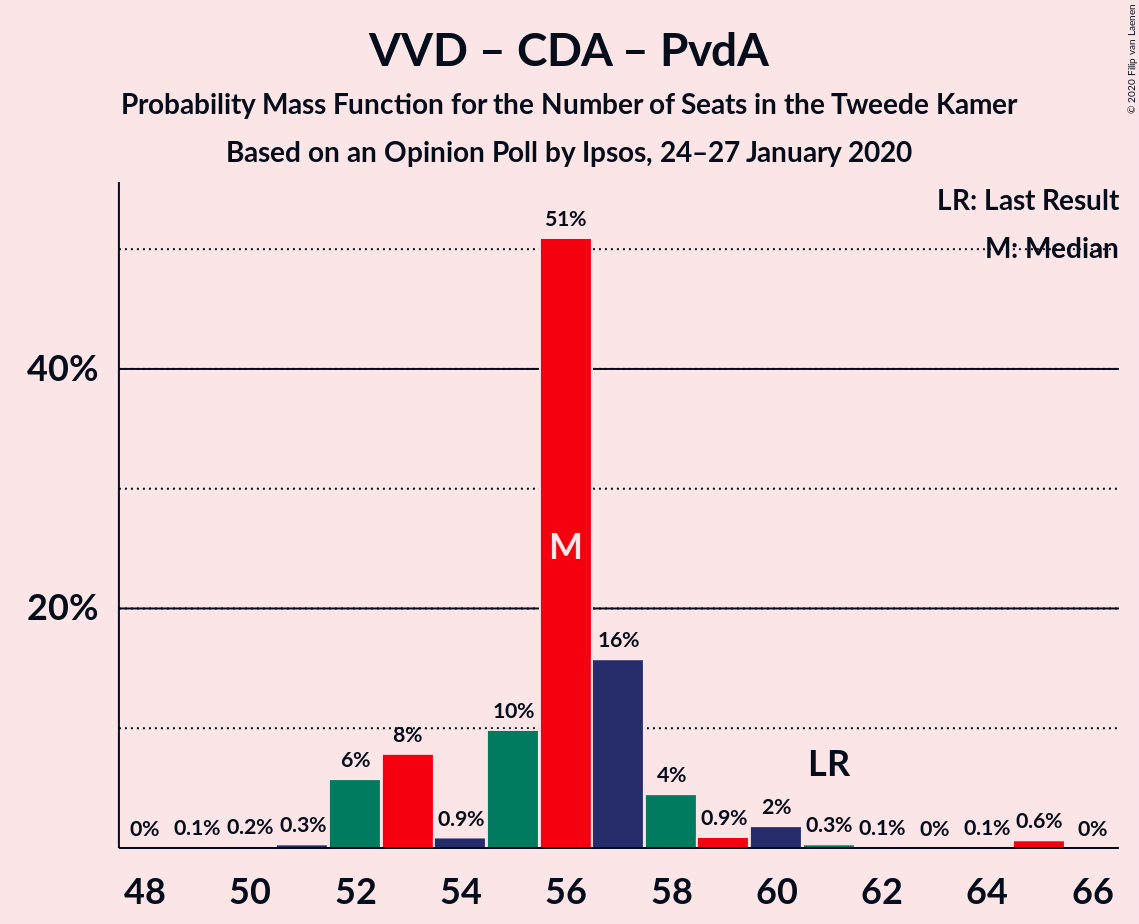 VVD – CDA – PvdA
Probability Mass Function for the Number of Seats in the Tweede Kamer
Based on an Opinion Poll by Ipsos, 24–27 January 2020
© 2020 Filip van Laenen
LR: Last Result
M: Median
40%
20%
0%
0.1%
0.2%
0.3%
6%
8%
0.9%
10%
51%
M
16%
4%
0.9%
2%
LR
0.3%
0.1%
0%
0.1%
0.6%
0%
48 50 52 54 56 58 60 62 64 66